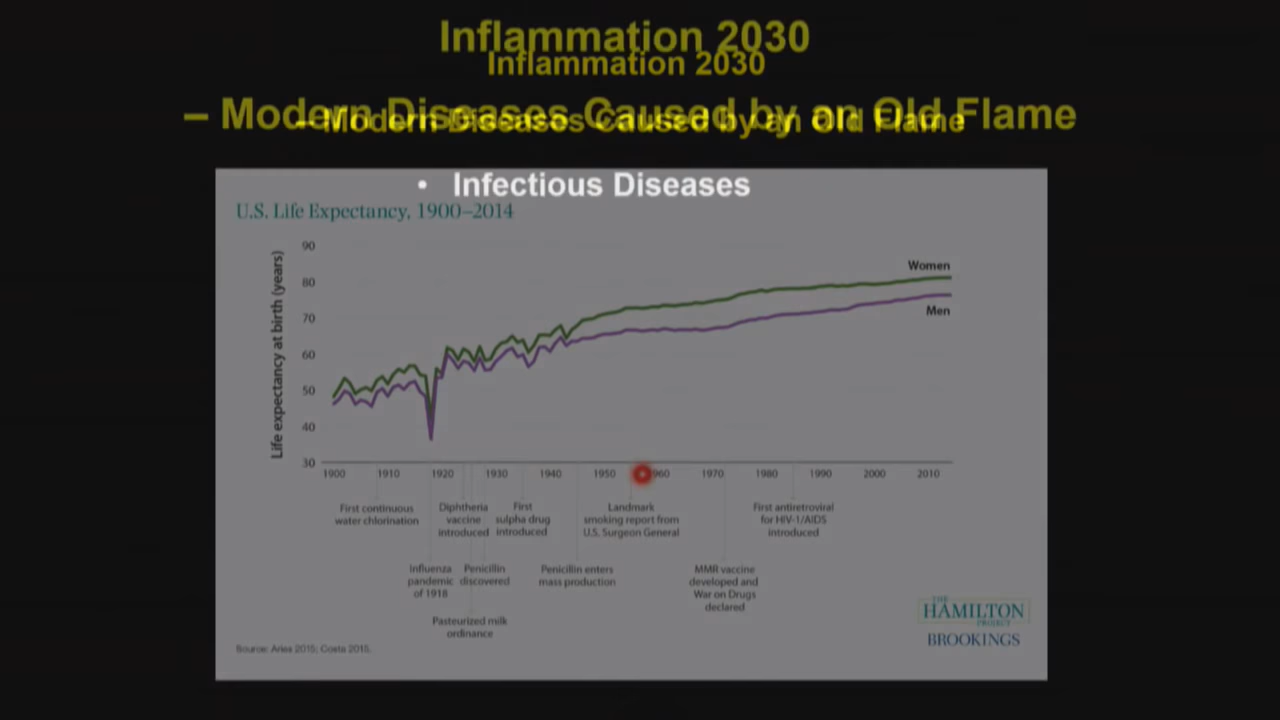 Inflammation 2030
Inflammation 2030
– Modern Diseases Caused by an Old Flame
– Modern Diseases Caused by an Old Flame
• Infectious Diseases
U.S. Life Expectancy, 1900–2014
Life expectancy at birth (years)
90
80
70
60
50
40
30
Women
Men
1900 1910 1920 1930 1940 1950 960 1970 1980 1990 2000 2010
First continuous
water chlorination
Diphtheria
vaccine
introduced
First
sulpha drug
introduced
Landmark
smoking report from
U.S. Surgeon General
First antiretroviral
for HIV-1/AIDS
introduced
Influenza
pandemic
of 1918
Penicillin
discovered
Penicillin enters
mass production
MMR vaccine
developed and
War on Drugs
declared
Pasteurized milk
ordinance
THE
HAMILTON
PROJECT
BROOKINGS
Source: Arias 2015; Costa 2015.